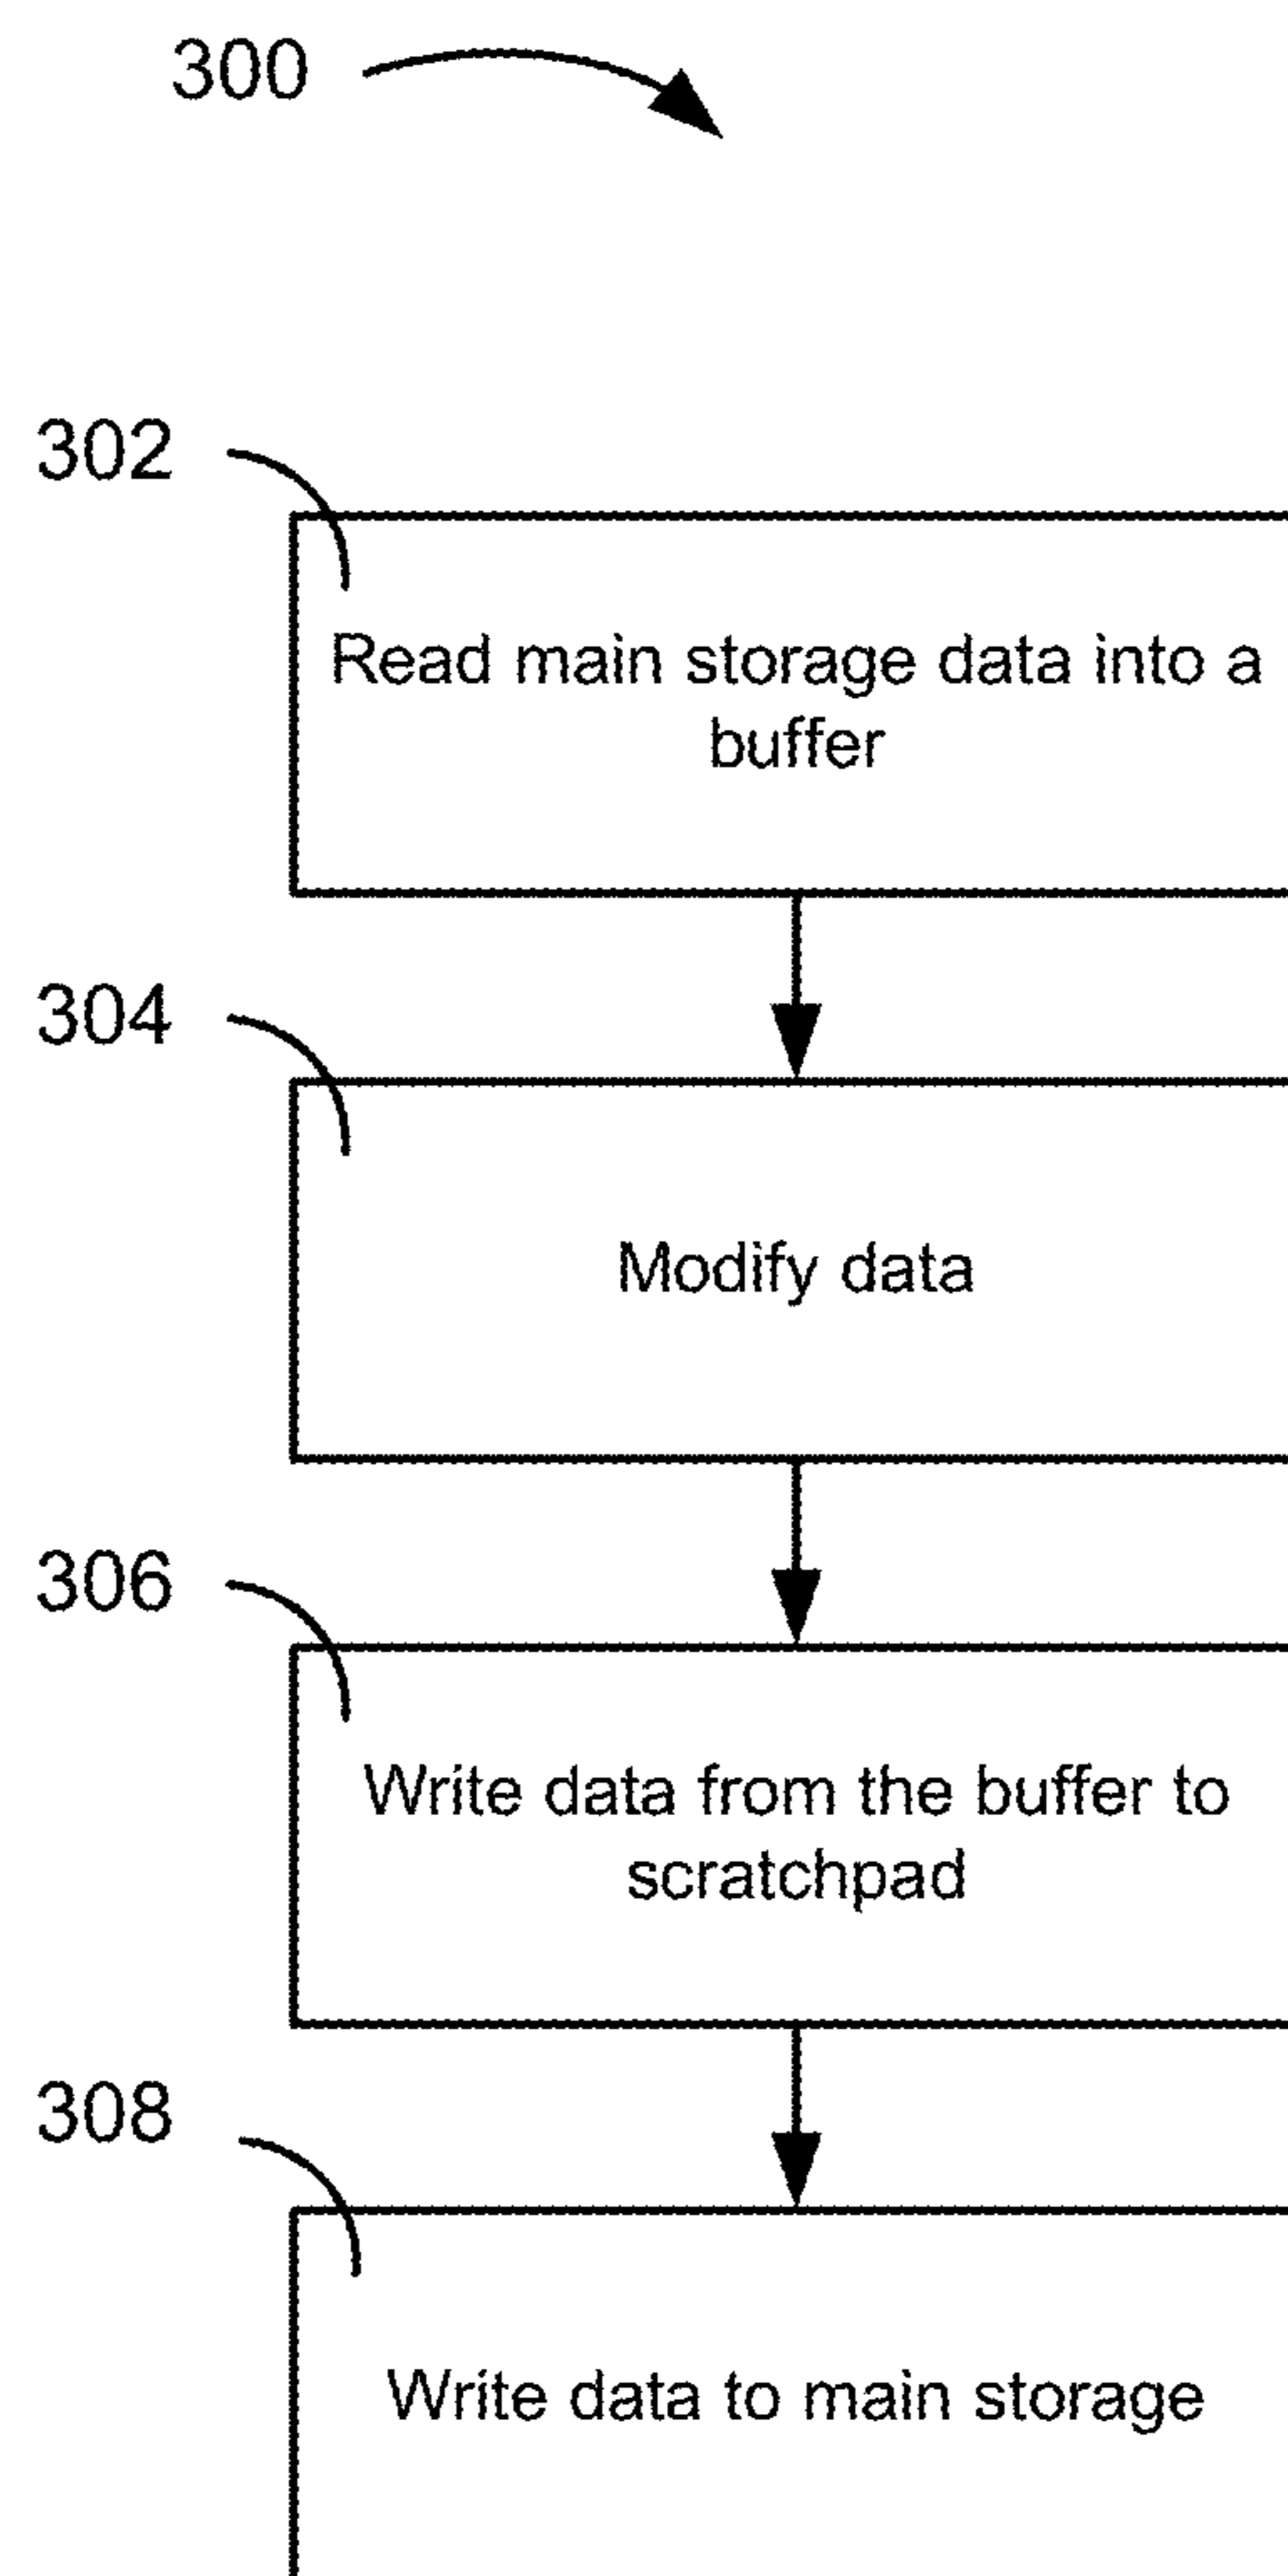 300
302
Read main storage data into a
buffer
304
Modify data
306
Write data from the buffer to
scratchpad
308
Write data to main storage